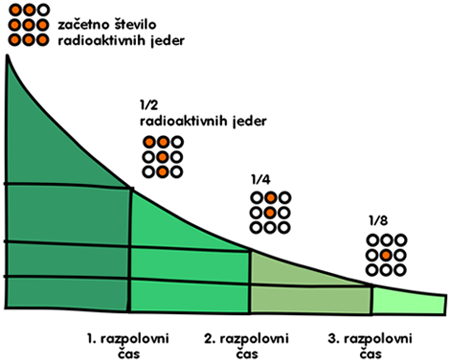 začetno število
radioaktivnih jeder
1/2
radioaktivnih jeder
1/4
1/8
1. razpolovni
čas
2. razpolovni
čas
3. razpolovni
čas